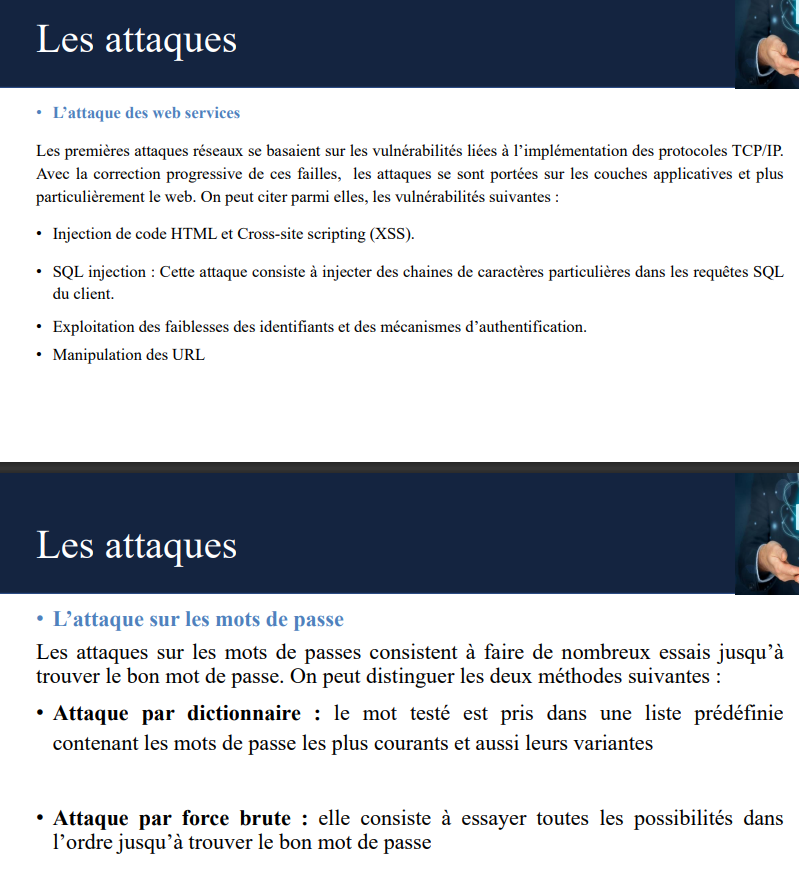 Les attaques
• L’attaque des web services
Les premières attaques réseaux se basaient sur les vulnérabilités liées à l’implémentation des protocoles TCP/IP.
Avec la correction progressive de ces failles, les attaques se sont portées sur les couches applicatives et plus
particulièrement le web. On peut citer parmi elles, les vulnérabilités suivantes :
• Injection de code HTML et Cross-site scripting (XSS).
• SQL injection : Cette attaque consiste à injecter des chaines de caractères particulières dans les requêtes SQL
du client.
• Exploitation des faiblesses des identifiants et des mécanismes d’authentification.
• Manipulation des URL
Les attaques
• L’attaque sur les mots de passe
Les attaques sur les mots de passes consistent à faire de nombreux essais jusqu’à
trouver le bon mot de passe. On peut distinguer les deux méthodes suivantes :
• Attaque par dictionnaire : le mot testé est pris dans une liste prédéfinie
contenant les mots de passe les plus courants et aussi leurs variantes
• Attaque par force brute : elle consiste à essayer toutes les possibilités dans
l’ordre jusqu’à trouver le bon mot de passe